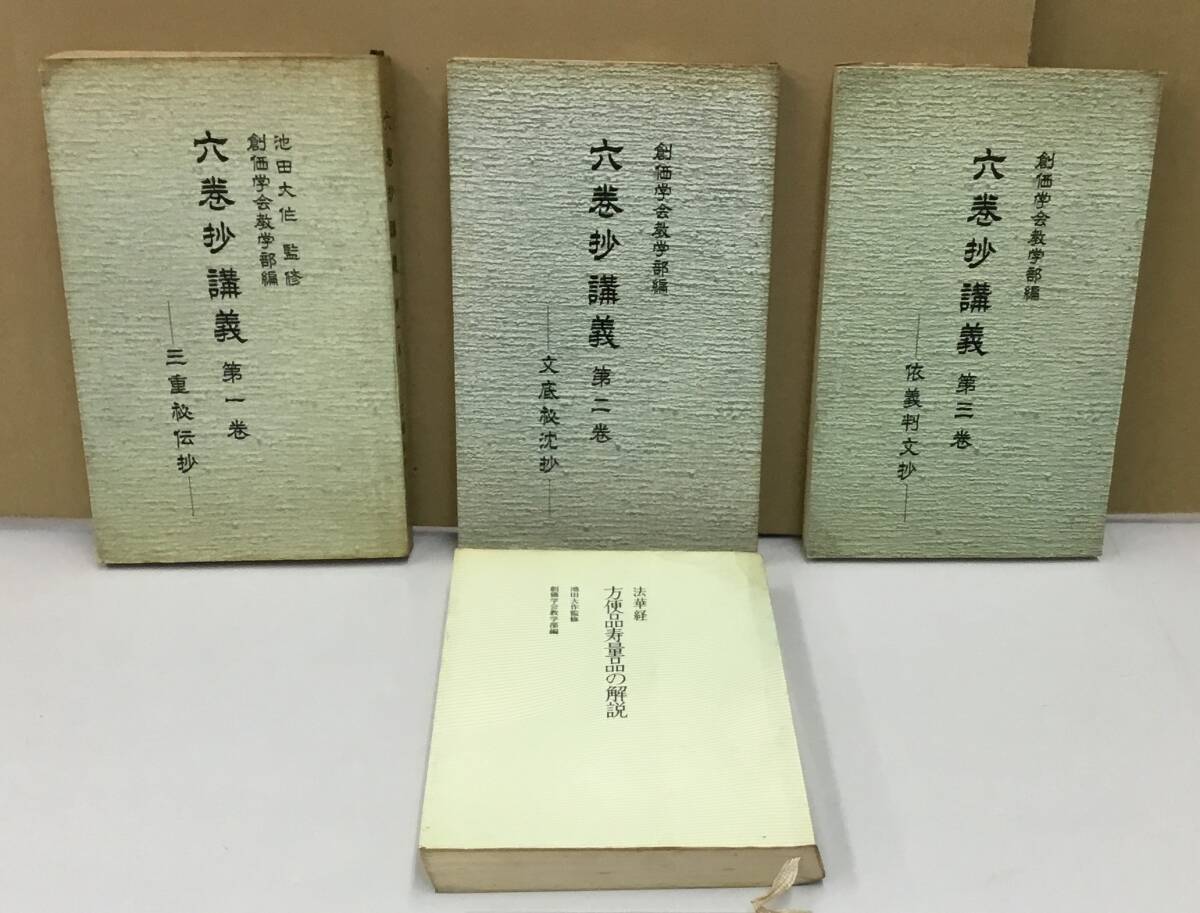 池田大作 監修
創価学会教学部編
六巻抄講義 第一巻
三重秘伝抄
創価学会教学部編
六巻抄講義 第二巻
文底秘沈抄
創価学会教学部編
六巻抄講義 第三巻
依義判文抄
法華経
方便品寿量品の解説
池田大作監修
創価学会教学部編